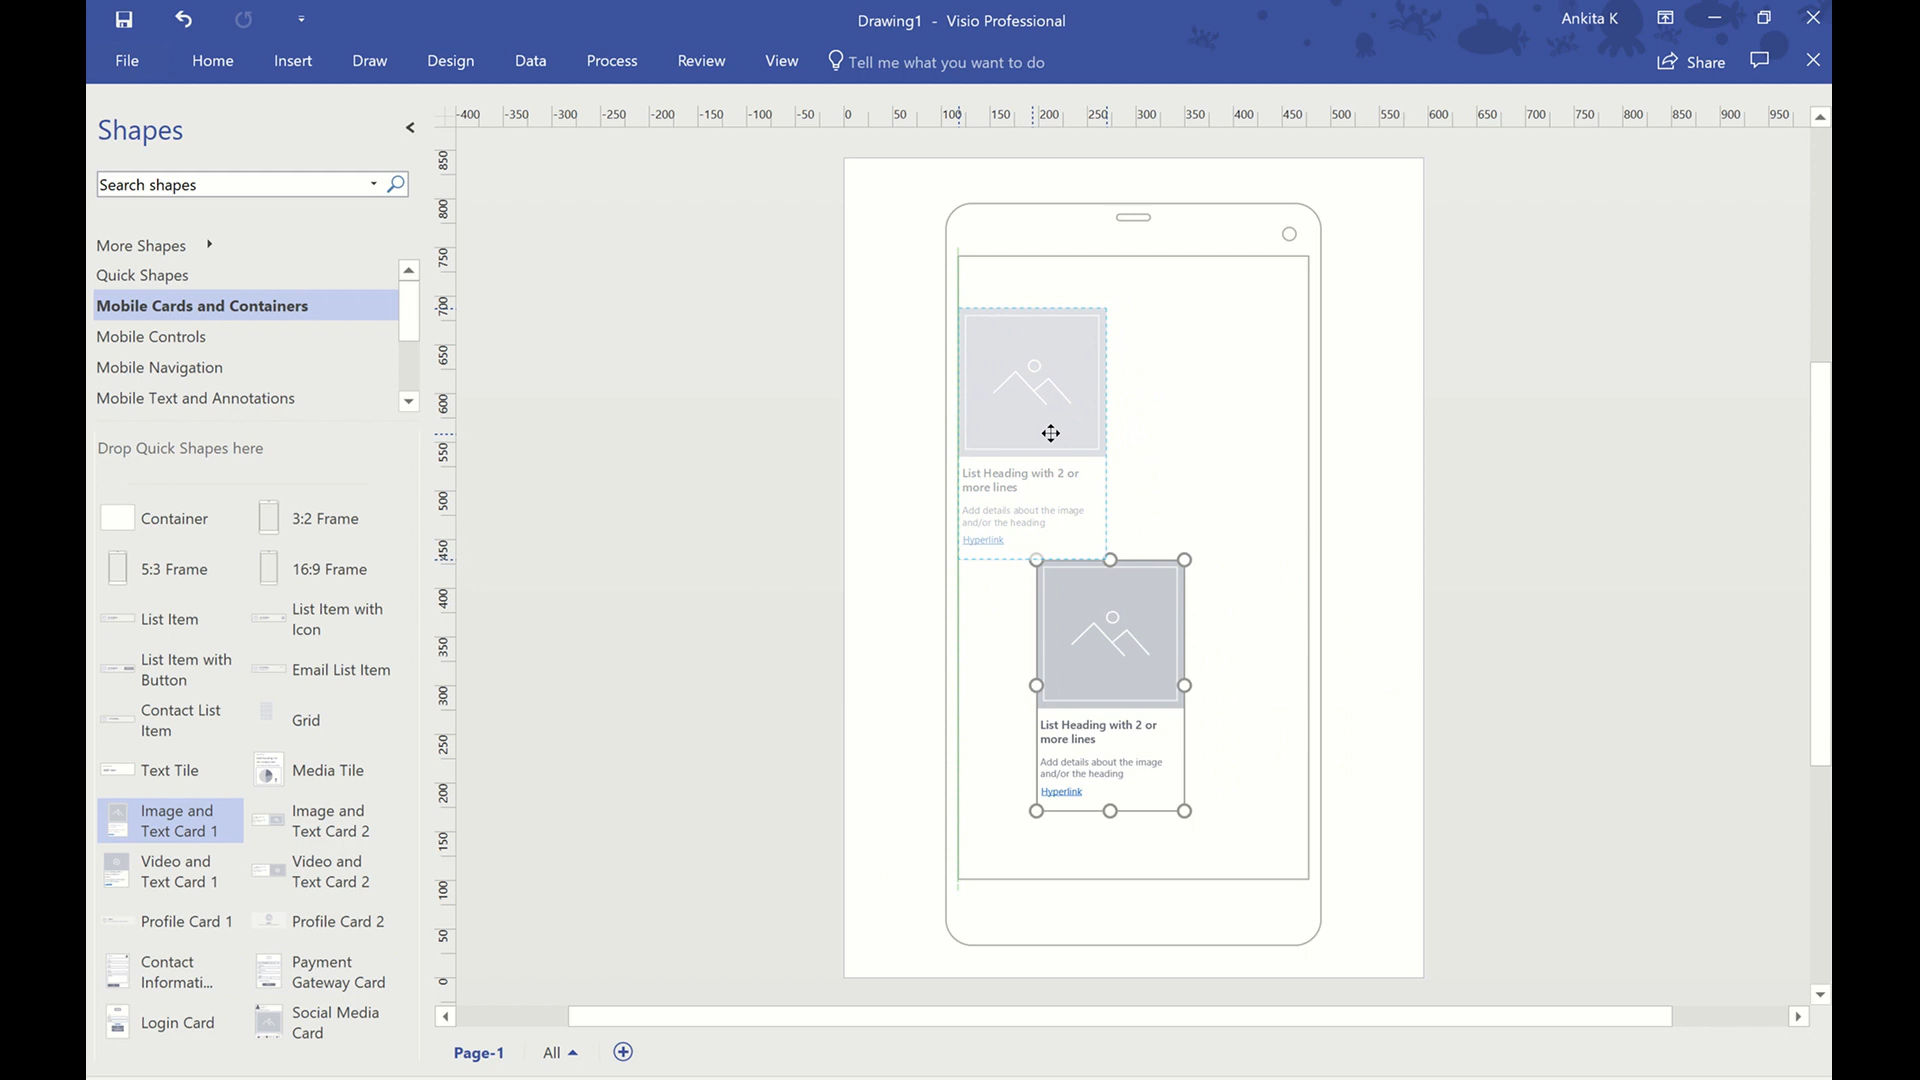 Drawing1 - Visio Professional
Ankita K
File Home Insert Draw Design Data Process Review View Tell me what you want to do
Share
Shapes
Search shapes
More Shapes
Quick Shapes
Mobile Cards and Containers
Mobile Controls
Mobile Navigation
Mobile Text and Annotations
Drop Quick Shapes here
Container
3:2 Frame
5:3 Frame
16:9 Frame
List Item
List Item with
Icon
List Item with
Button
Email List Item
Contact List
Item
Grid
Text Tile
Media Tile
Image and
Text Card 1
Image and
Text Card 2
Video and
Text Card 1
Video and
Text Card 2
Profile Card 1
Profile Card 2
Contact
Informati...
Payment
Gateway Card
Login Card
Social Media
Card
-400 -350 -300 -250 -200 -150 -100 -50 0 50 100 150 200 250 300 350 400 450 500 550 600 650 700 750 800 850 900 950
850
800
750
700
650
600
550
500
450
400
350
300
250
200
150
100
50
0
List Heading with 2 or
more lines
Add details about the image
and/or the heading
Hyperlink
List Heading with 2 or
more lines
Add details about the image
and/or the heading
Hyperlink
Page-1 All